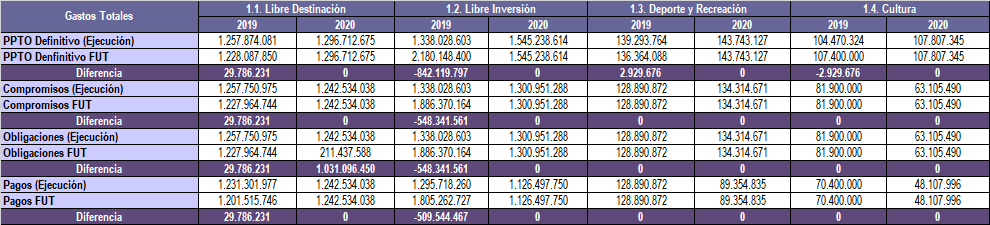 Gastos Totales 1.1. Libre Destinación 1.2. Libre Inversión 1.3. Deporte y Recreación 1.4. Cultura
2019 2020 2019 2020 2019 2020 2019 2020
PPTO Definitivo (Ejecución) 1.257.874.081 1.296.712.675 1.338.028.603 1.545.238.614 139.293.764 143.743.127 104.470.324 107.807.345
PPTO Denfinitivo FUT 1.228.087.850 1.296.712.675 2.180.148.400 1.545.238.614 136.364.088 143.743.127 107.400.000 107.807.345
Diferencia 29.786.231 0 -842.119.797 0 2.929.676 0 -2.929.676 0
Compromisos (Ejecución) 1.257.750.975 1.242.534.038 1.338.028.603 1.300.951.288 128.890.872 134.314.671 81.900.000 63.105.490
Compromisos FUT 1.227.964.744 1.242.534.038 1.886.370.164 1.300.951.288 128.890.872 134.314.671 81.900.000 63.105.490
Diferencia 29.786.231 0 -548.341.561 0 0 0 0 0
Obligaciones (Ejecución) 1.257.750.975 1.242.534.038 1.338.028.603 1.300.951.288 128.890.872 134.314.671 81.900.000 63.105.490
Obligaciones FUT 1.227.964.744 211.437.588 1.886.370.164 1.300.951.288 128.890.872 134.314.671 81.900.000 63.105.490
Diferencia 29.786.231 1.031.096.450 -548.341.561 0 0 0 0 0
Pagos (Ejecución) 1.231.301.977 1.242.534.038 1.295.718.260 1.126.497.750 128.890.872 89.354.835 70.400.000 48.107.996
Pagos FUT 1.201.515.746 1.242.534.038 1.805.262.727 1.126.497.750 128.890.872 89.354.835 70.400.000 48.107.996
Diferencia 29.786.231 0 -509.544.467 0 0 0 0 0